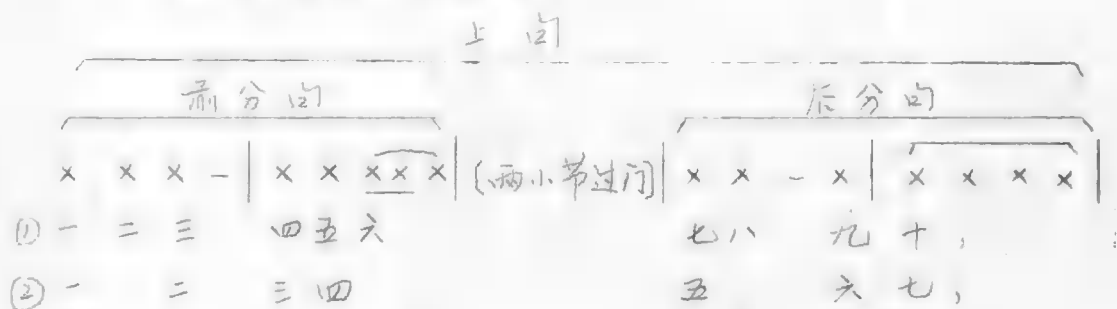 上句
前分句 后分句
× × × - | × × × × × | (两小节过门) | × × - × | × × × × |
① 一 二 三 四 五 六 七 八 九 十，
② 一 二 三 四 五 六 七，